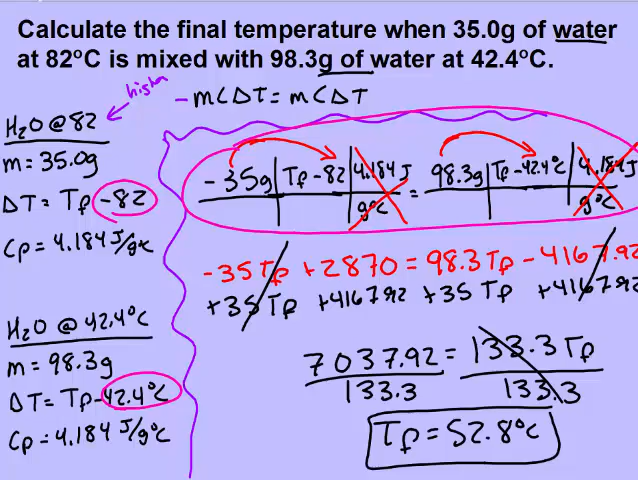 Calculate the final temperature when 35.0g of water
at 82ºC is mixed with 98.3g of water at 42.4ºC.
higher
-mCΔT = mCΔT
H₂O @ 82
m = 35.0g
ΔT = Tf - 82
Cp = 4.184 J/g°C
-35g | Tf - 82 | 4.184 J = 98.3g | Tf - 42.4°C | 4.184 J
g°C g°C
-35 Tf + 2870 = 98.3 Tf - 4167.92
+35 Tf +4167.92 +35 Tf +4167.92
H₂O @ 42.4°C
m = 98.3g
ΔT = Tf - 42.4°C
Cp = 4.184 J/g°C
7037.92 = 133.3 Tf
133.3 133.3
Tf = 52.8°C